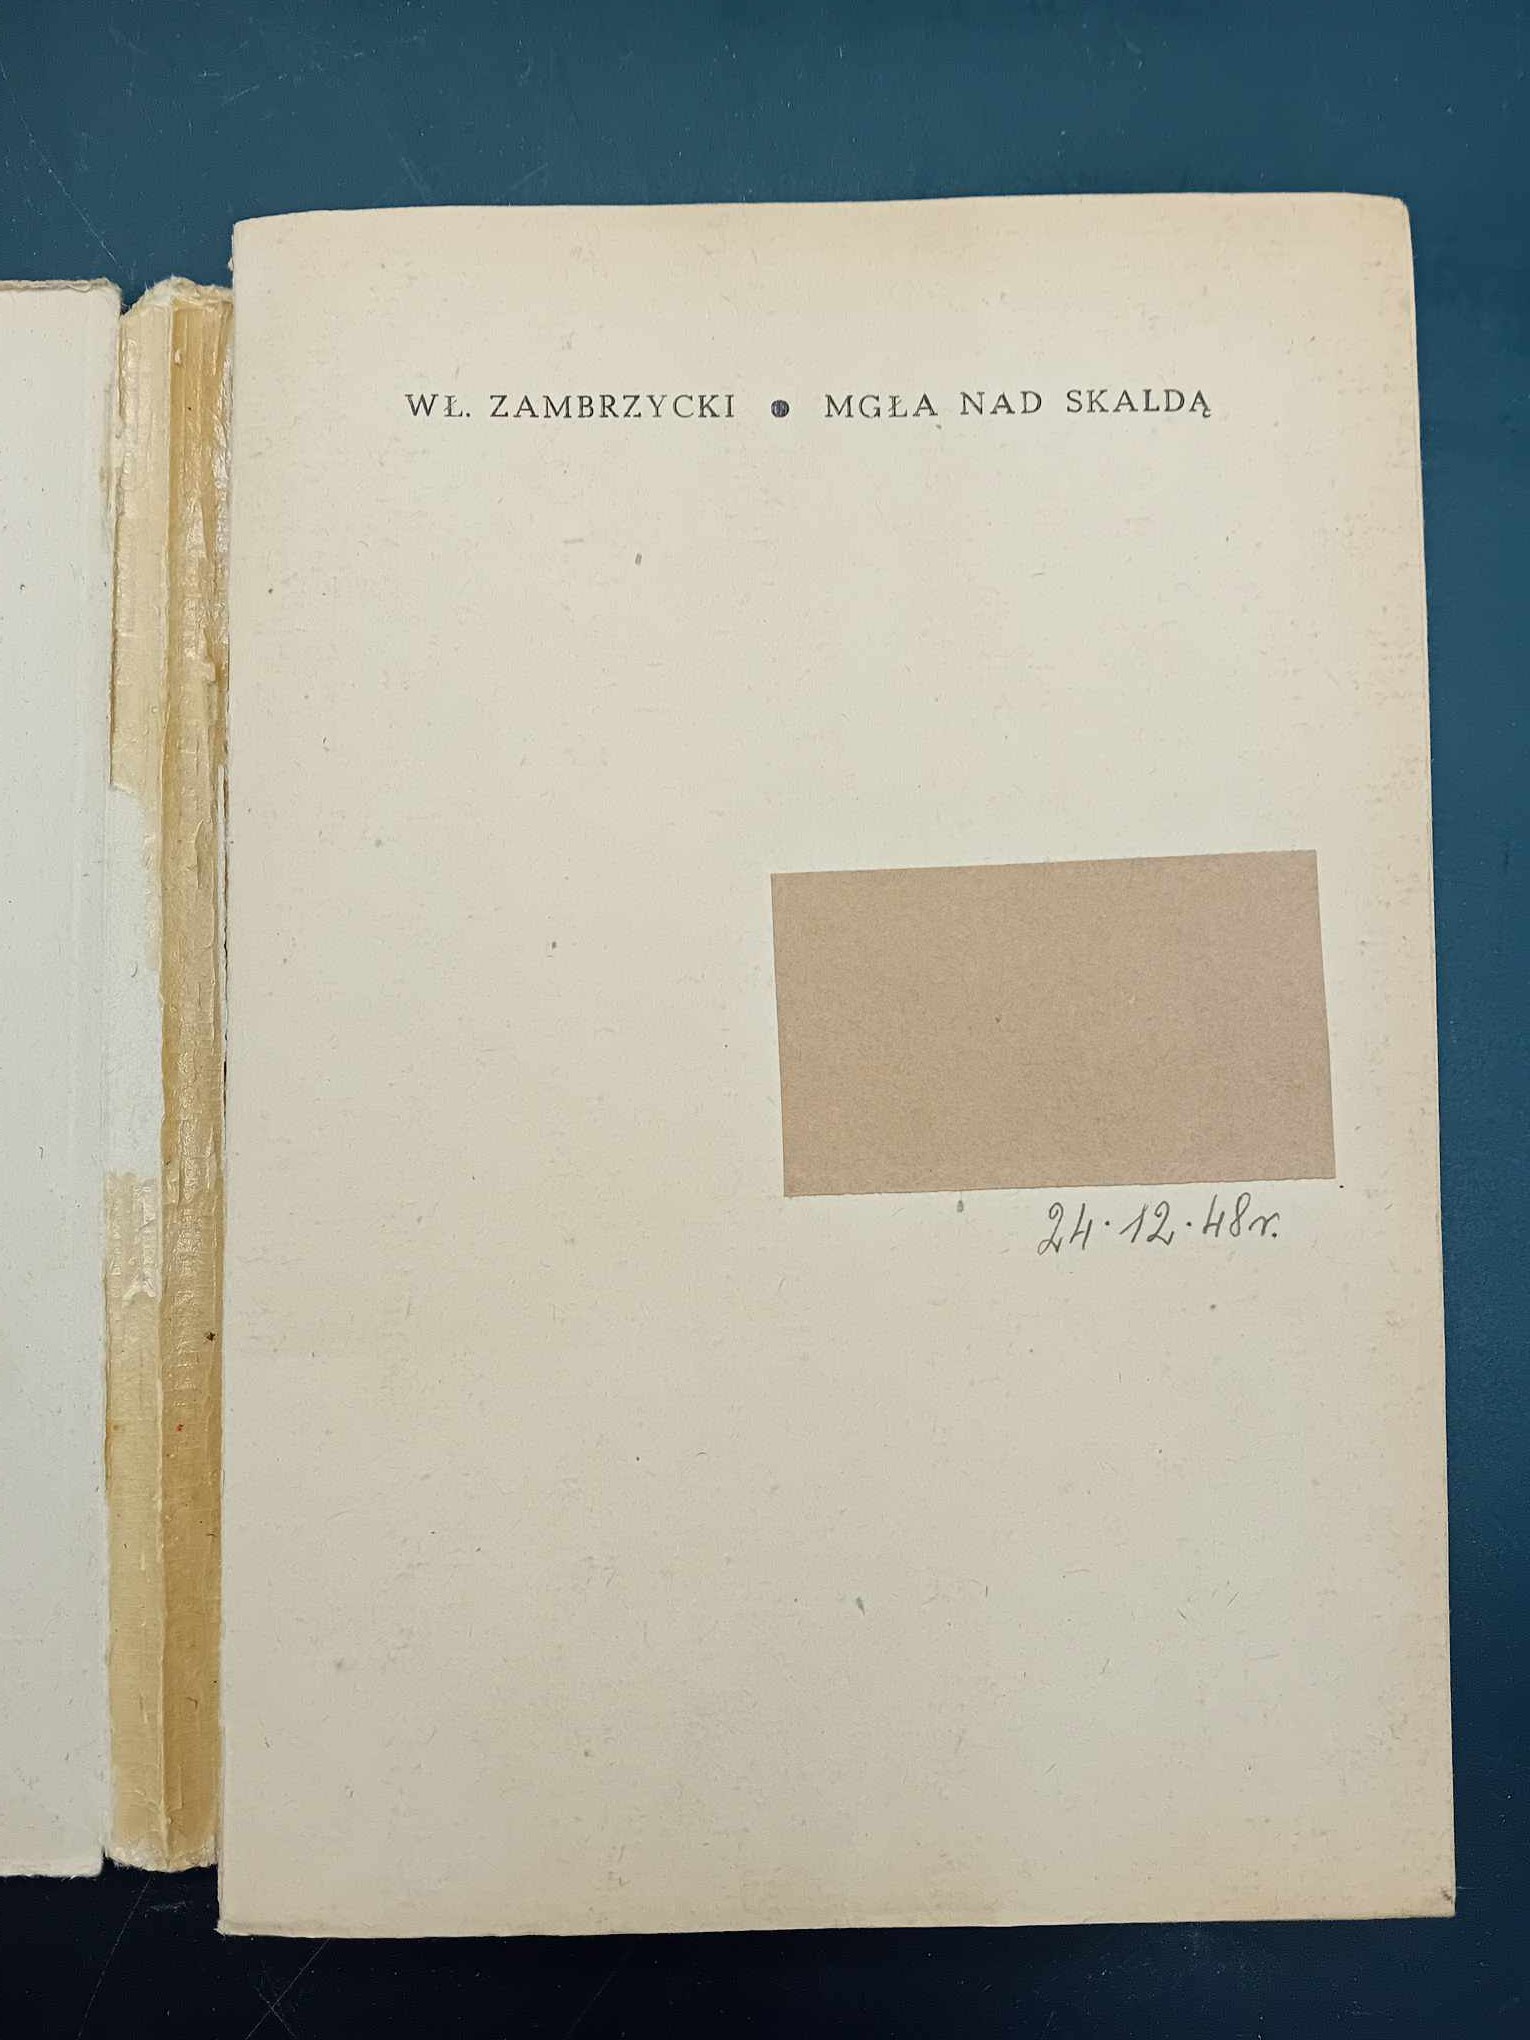 WŁ. ZAMBRZYCKI ● MGŁA NAD SKALDĄ
24.12.48r.